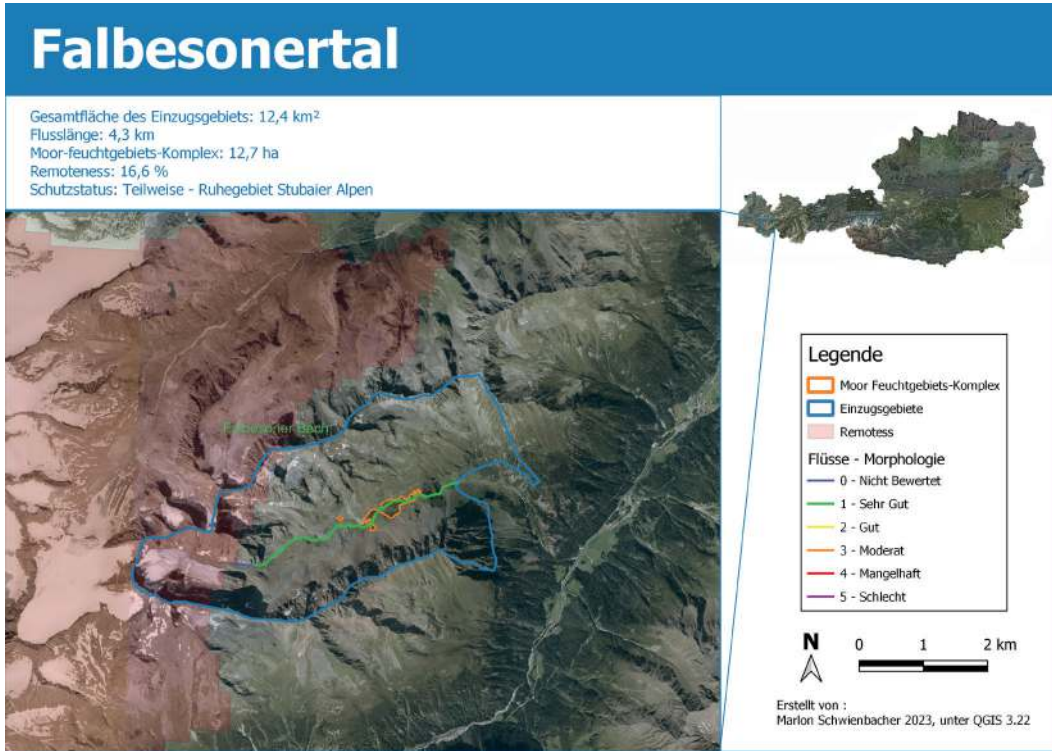 Falbesonertal
Gesamtfläche des Einzugsgebiets: 12,4 km²
Flusslänge: 4,3 km
Moor-feuchtgebiets-Komplex: 12,7 ha
Remoteness: 16,6 %
Schutzstatus: Teilweise - Ruhegebiet Stubaier Alpen
Falbesoner Bach
Legende
Moor Feuchtgebiets-Komplex
Einzugsgebiete
Remotess
Flüsse - Morphologie
0 - Nicht Bewertet
1 - Sehr Gut
2 - Gut
3 - Moderat
4 - Mangelhaft
5 - Schlecht
N
0 1 2 km
Erstellt von :
Marlon Schwienbacher 2023, unter QGIS 3.22